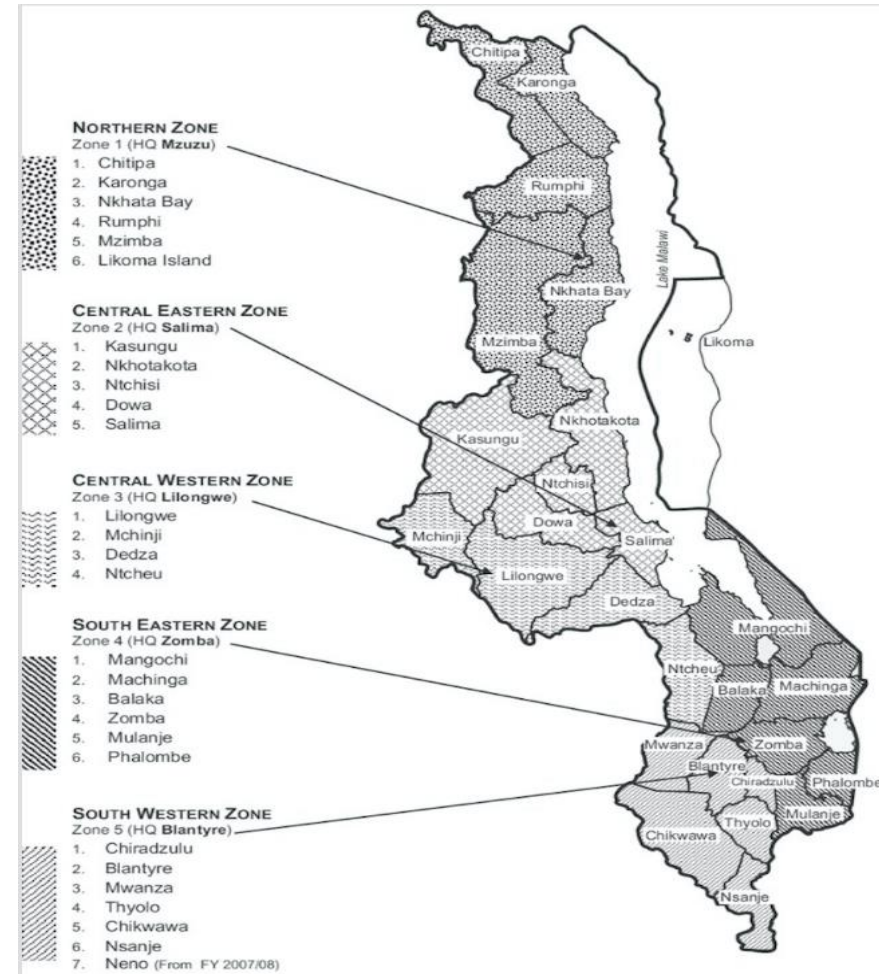 NORTHERN ZONE
Zone 1 (HQ Mzuzu)
1. Chitipa
2. Karonga
3. Nkhata Bay
4. Rumphi
5. Mzimba
6. Likoma Island
CENTRAL EASTERN ZONE
Zone 2 (HQ Salima)
1. Kasungu
2. Nkhotakota
3. Ntchisi
4. Dowa
5. Salima
CENTRAL WESTERN ZONE
Zone 3 (HQ Lilongwe)
1. Lilongwe
2. Mchinji
3. Dedza
4. Ntcheu
SOUTH EASTERN ZONE
Zone 4 (HQ Zomba)
1. Mangochi
2. Machinga
3. Balaka
4. Zomba
5. Mulanje
6. Phalombe
SOUTH WESTERN ZONE
Zone 5 (HQ Blantyre)
1. Chiradzulu
2. Blantyre
3. Mwanza
4. Thyolo
5. Chikwawa
6. Nsanje
7. Neno (From FY 2007/08)
Chitipa
Karonga
Rumphi
Lake Malawi
Nkhata Bay
Mzimba
Likoma
Nkhotakota
Kasungu
Ntchisi
Dowa
Salima
Mchinji
Lilongwe
Dedza
Mangochi
Ntcheu
Balaka
Machinga
Mwanza
Zomba
Blantyre
Chiradzulu
Phalombe
Thyolo
Mulanje
Chikwawa
Nsanje